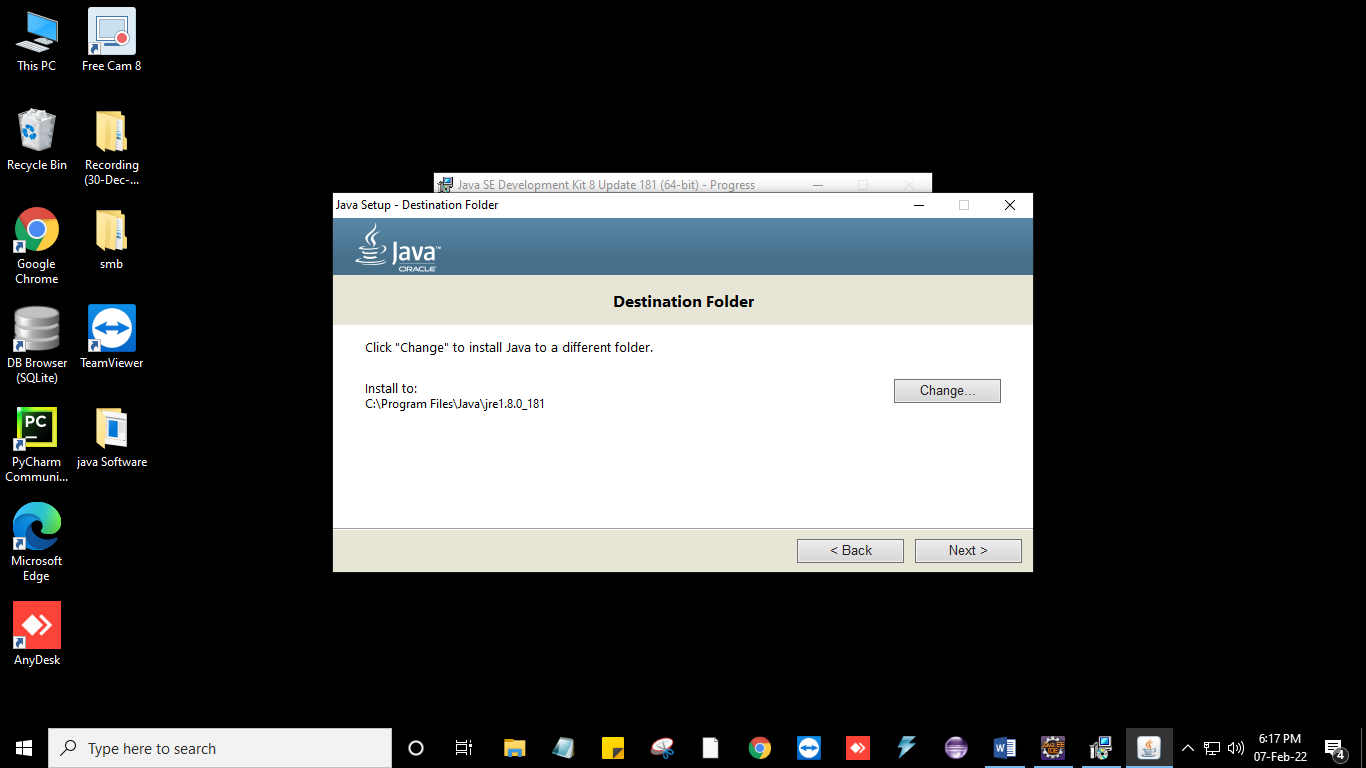 This PC
Free Cam 8
Recycle Bin
Recording
(30-Dec-...
Google
Chrome
smb
DB Browser
(SQLite)
TeamViewer
PC
PyCharm
Communi...
java Software
Microsoft
Edge
AnyDesk
Java SE Development Kit 8 Update 181 (64-bit) - Progress
Java Setup - Destination Folder
Java™
ORACLE
Destination Folder
Click "Change" to install Java to a different folder.
Install to:
C:\Program Files\Java\jre1.8.0_181
Change...
< Back
Next >
Type here to search
6:17 PM
07-Feb-22
4